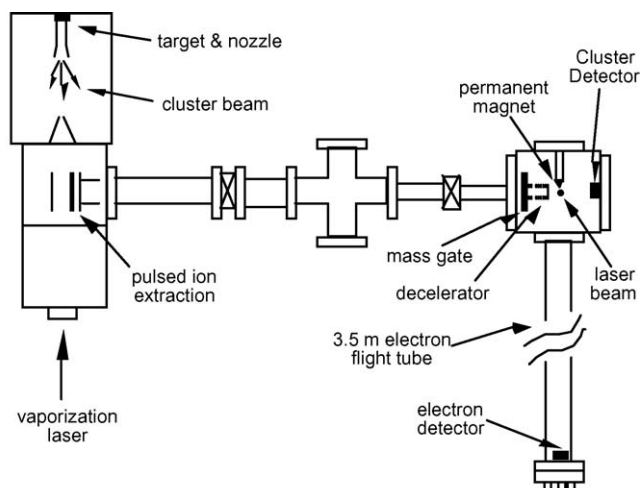 target & nozzle
cluster beam
Cluster
Detector
permanent
magnet
mass gate
decelerator
laser
beam
pulsed ion
extraction
3.5 m electron
flight tube
vaporization
laser
electron
detector